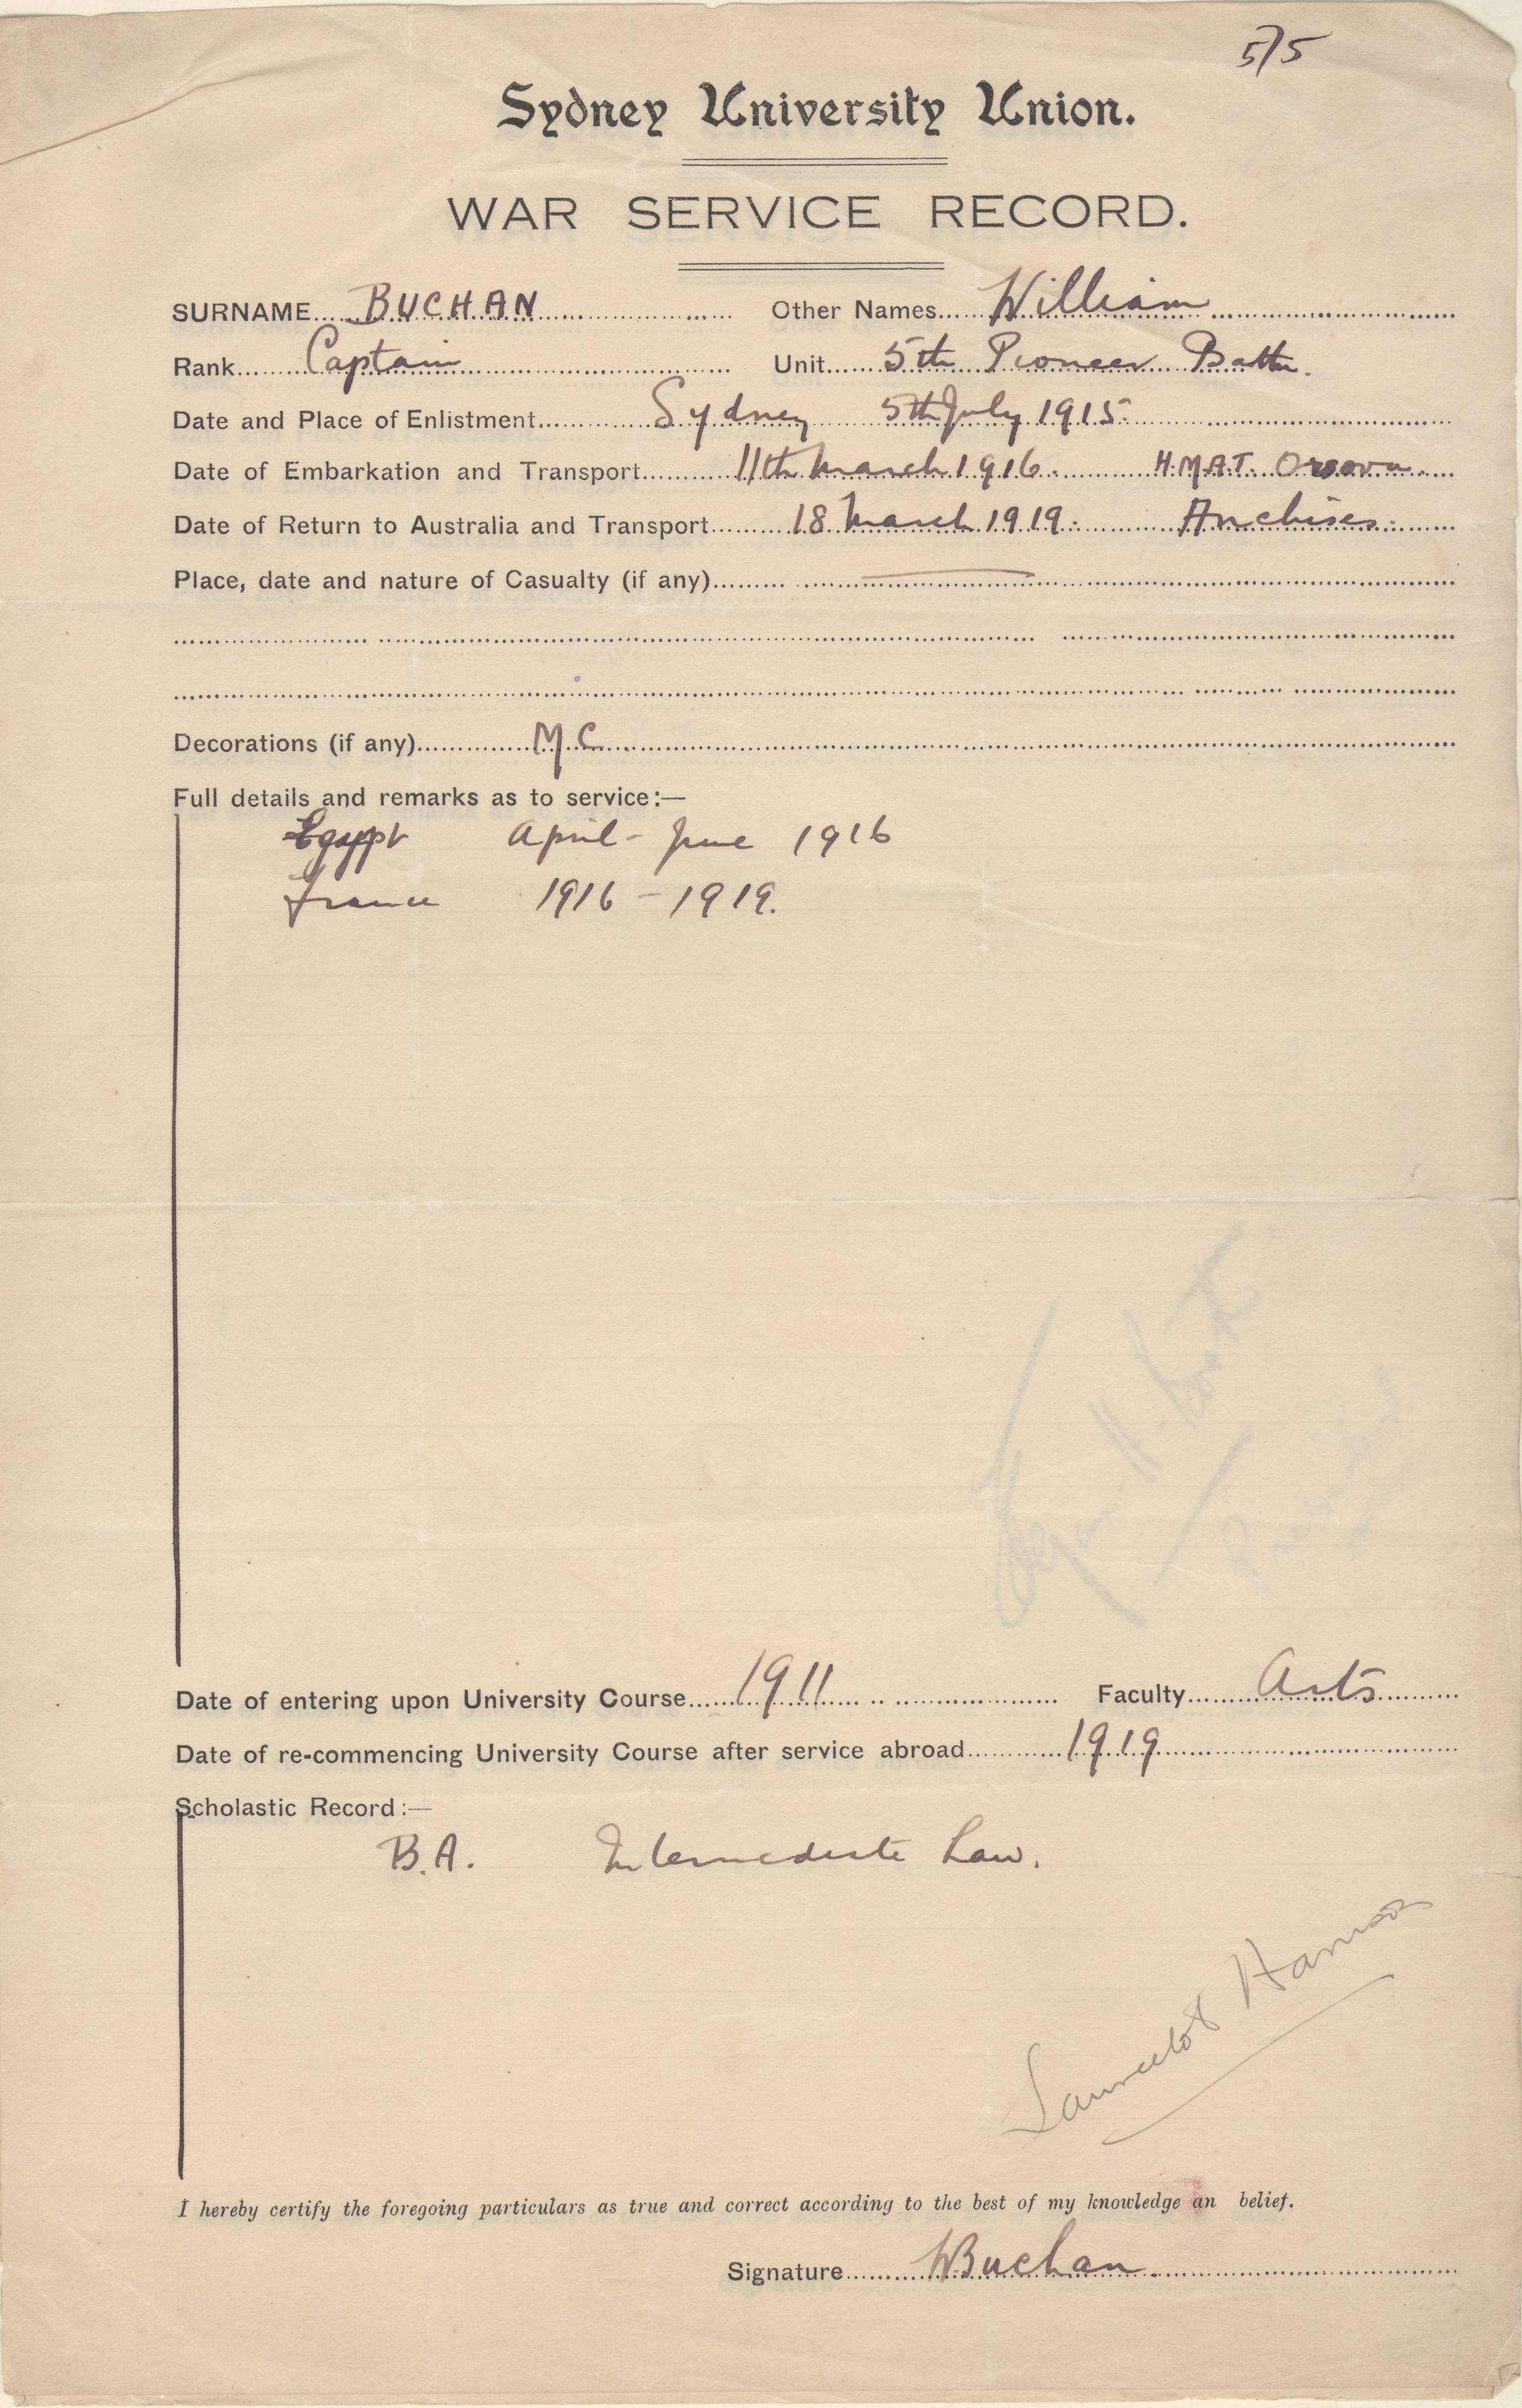 5/5
Sydney University Union.
WAR SERVICE RECORD.
SURNAME BUCHAN Other Names William
Rank Captain Unit 5th Pioneer Battn.
Date and Place of Enlistment Sydney 5th July 1915.
Date of Embarkation and Transport 11th March 1916. H.M.A.T. Orsova
Date of Return to Australia and Transport 18 March 1919. Anchises.
Place, date and nature of Casualty (if any) —
Decorations (if any) M C
Full details and remarks as to service:—
Egypt April - June 1916
France 1916 - 1919.
Date of entering upon University Course 1911 Faculty Arts
Date of re-commencing University Course after service abroad 1919
Scholastic Record:—
B.A. Intermediate Law.
Launcelot Harrison
I hereby certify the foregoing particulars as true and correct according to the best of my knowledge an belief.
Signature WBuchan.